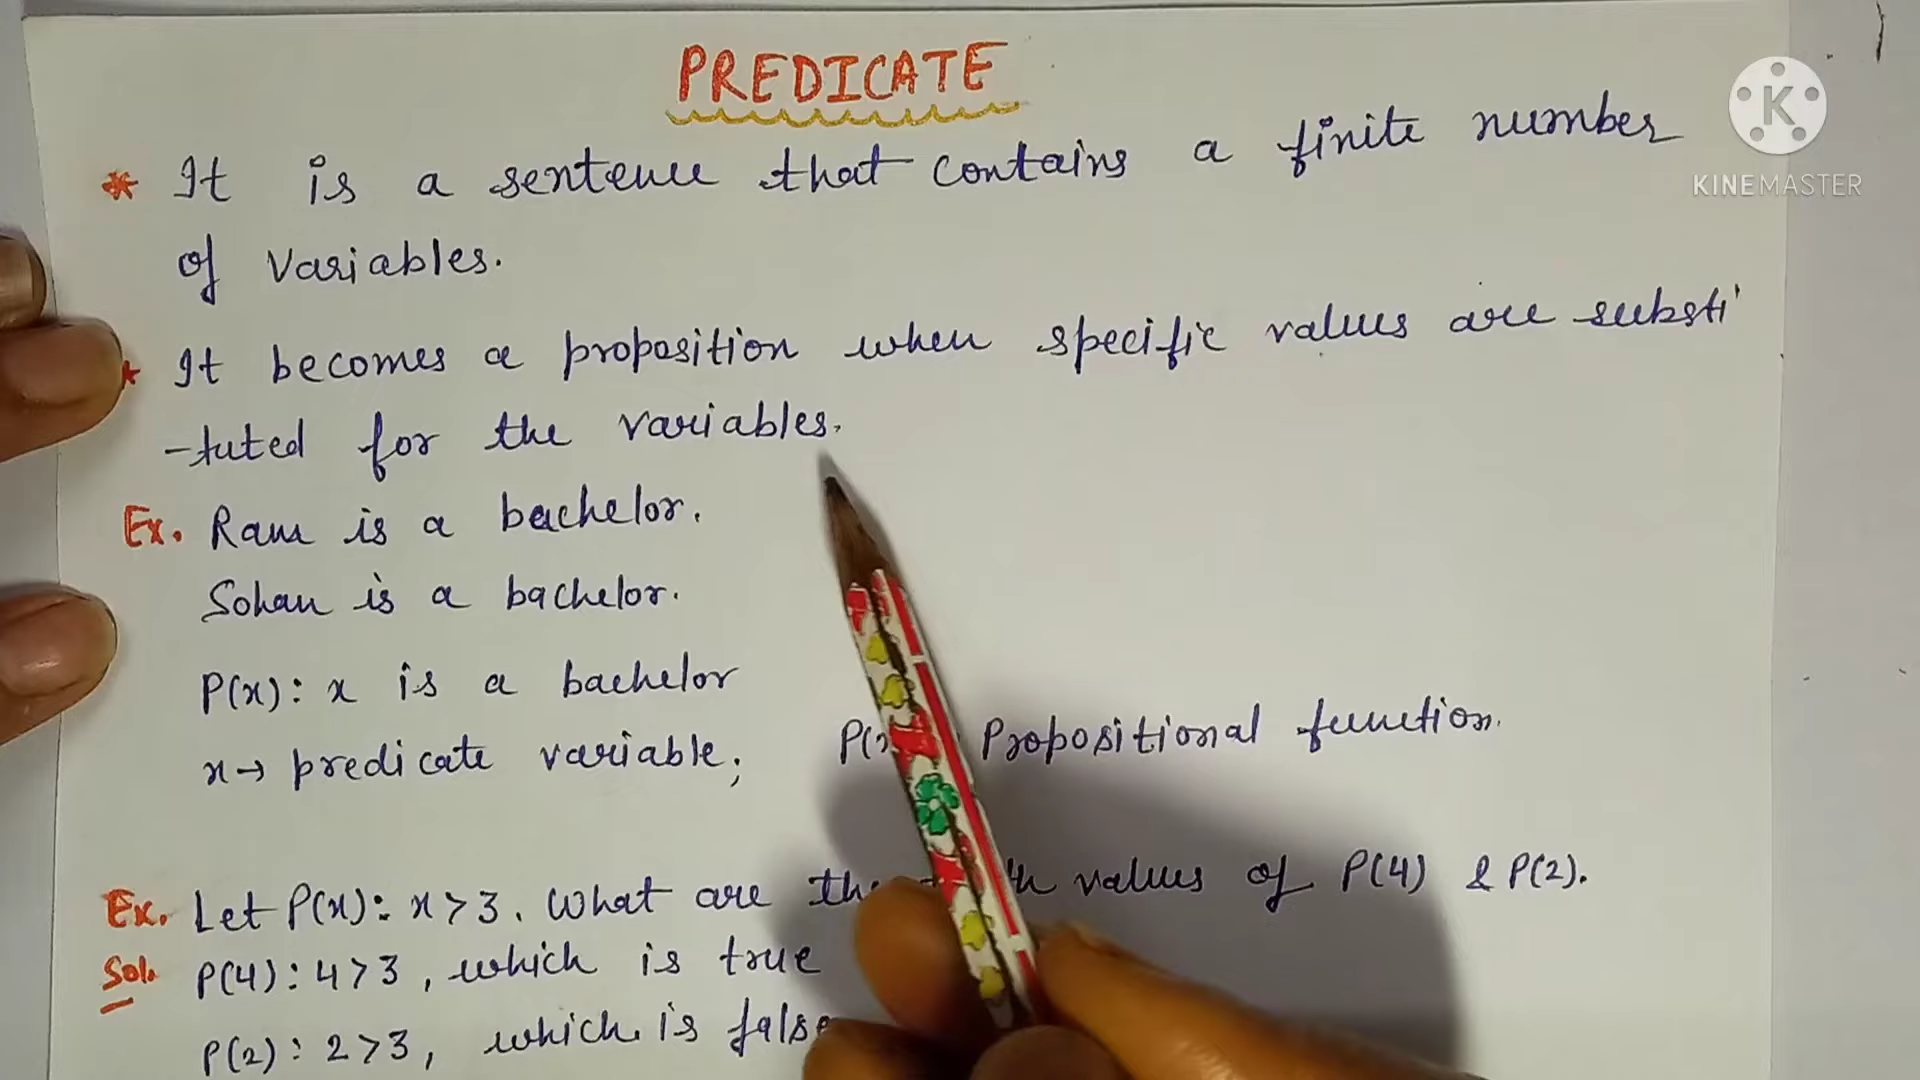 PREDICATE
KINEMASTER
* It is a sentence that contains a finite number
of variables.
* It becomes a proposition when specific values are substi
-tuted for the variables.
Ex. Ram is a bachelor.
Sohan is a bachelor.
P(x): x is a bachelor
x → predicate variable; P( Propositional function.
Ex. Let P(x): x > 3. What are the values of P(4) & P(2).
Sol. P(4): 4 > 3, which is true
P(2): 2 > 3, which is false